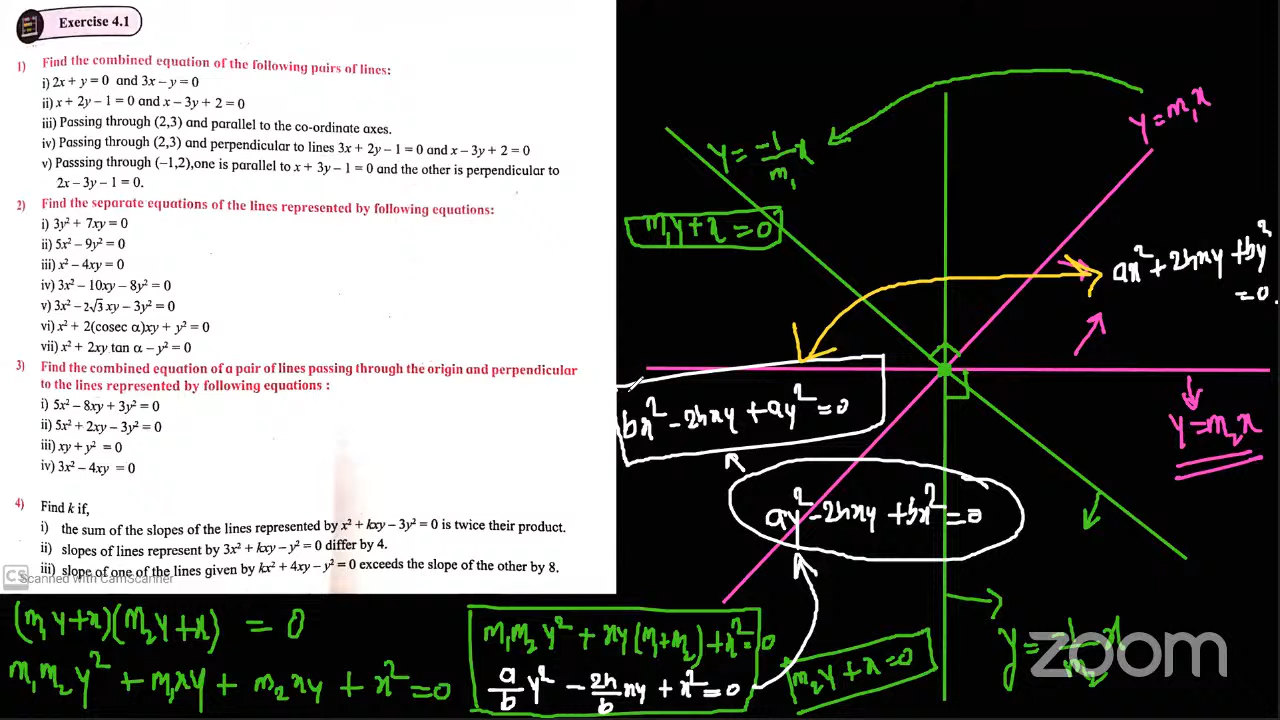 Exercise 4.1
1) Find the combined equation of the following pairs of lines:
i) 2x + y = 0 and 3x – y = 0
ii) x + 2y – 1 = 0 and x – 3y + 2 = 0
iii) Passing through (2,3) and parallel to the co-ordinate axes.
iv) Passing through (2,3) and perpendicular to lines 3x + 2y – 1 = 0 and x – 3y + 2 = 0
v) Passsing through (–1,2),one is parallel to x + 3y – 1 = 0 and the other is perpendicular to
2x – 3y – 1 = 0.
2) Find the separate equations of the lines represented by following equations:
i) 3y² + 7xy = 0
ii) 5x² – 9y² = 0
iii) x² – 4xy = 0
iv) 3x² – 10xy – 8y² = 0
v) 3x² – 2√3 xy – 3y² = 0
vi) x² + 2(cosec α)xy + y² = 0
vii) x² + 2xy tan α – y² = 0
3) Find the combined equation of a pair of lines passing through the origin and perpendicular
to the lines represented by following equations :
i) 5x² – 8xy + 3y² = 0
ii) 5x² + 2xy – 3y² = 0
iii) xy + y² = 0
iv) 3x² – 4xy = 0
4) Find k if,
i) the sum of the slopes of the lines represented by x² + kxy – 3y² = 0 is twice their product.
ii) slopes of lines represent by 3x² + kxy – y² = 0 differ by 4.
iii) slope of one of the lines given by kx² + 4xy – y² = 0 exceeds the slope of the other by 8.
CS Scanned with CamScanner
y = m₁x
y = -1/m₁ x
m₁y + x = 0
ax² + 2hxy + by²
= 0.
bx² - 2hxy + ay² = 0
y = m₂x
ay² - 2hxy + bx² = 0
(m₁y+x)(m₂y+x) = 0
m₁m₂y² + m₁xy + m₂xy + x² = 0
m₁m₂y² + xy(m₁+m₂) + x² = 0
a/b y² - 2h/b xy + x² = 0
m₂y + x = 0
y = -1/m₂ x
zoom